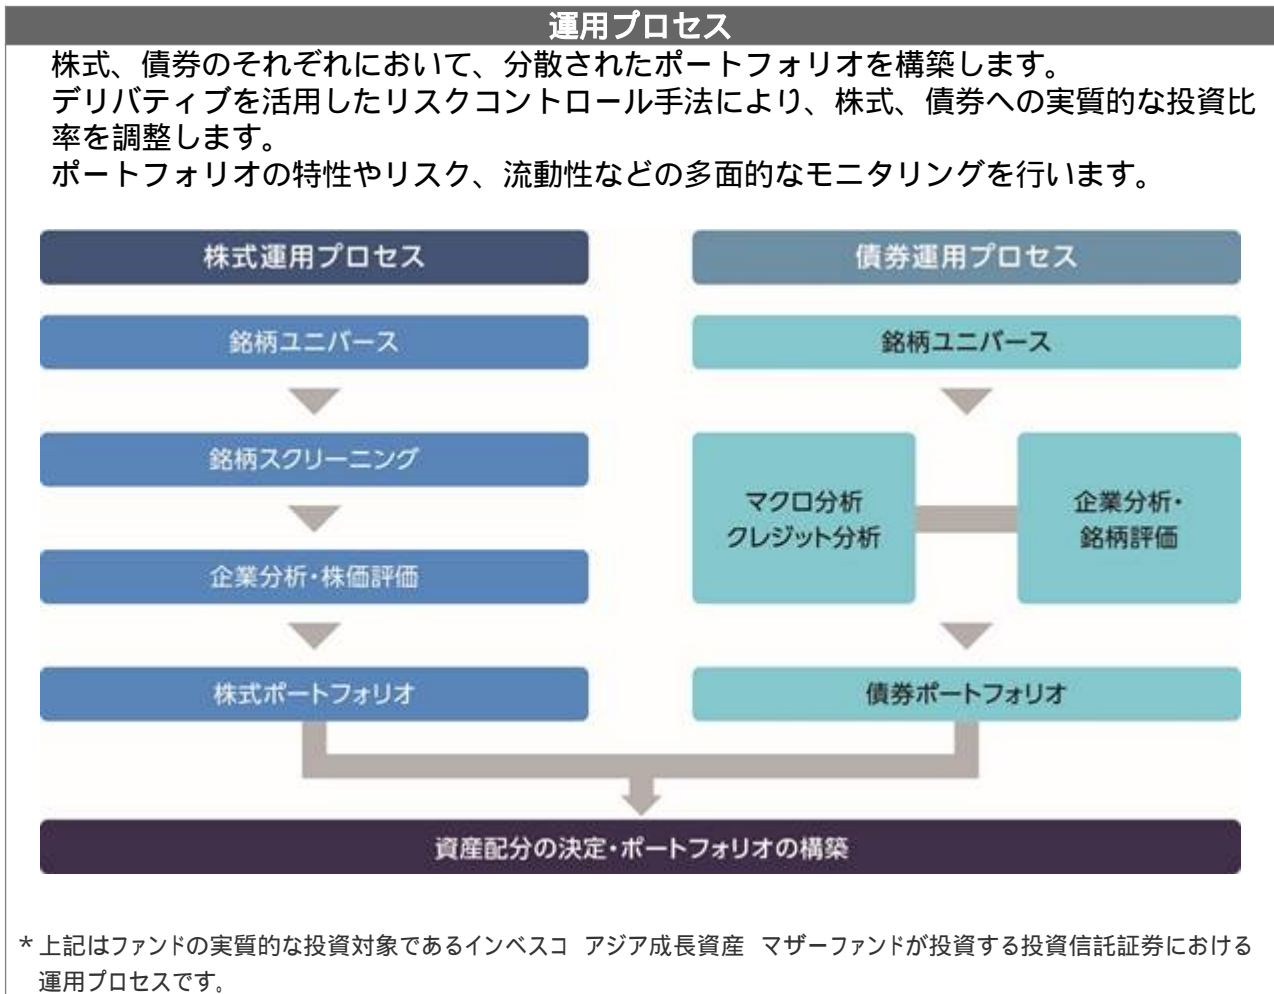 運用プロセス
株式、債券のそれぞれにおいて、分散されたポートフォリオを構築します。
デリバティブを活用したリスクコントロール手法により、株式、債券への実質的な投資比
率を調整します。
ポートフォリオの特性やリスク、流動性などの多面的なモニタリングを行います。
株式運用プロセス
銘柄ユニバース
銘柄スクリーニング
企業分析・株価評価
株式ポートフォリオ
債券運用プロセス
銘柄ユニバース
マクロ分析
クレジット分析
企業分析・
銘柄評価
債券ポートフォリオ
資産配分の決定・ポートフォリオの構築
*上記はファンドの実質的な投資対象であるインベスコ アジア成長資産 マザーファンドが投資する投資信託証券における
運用プロセスです。